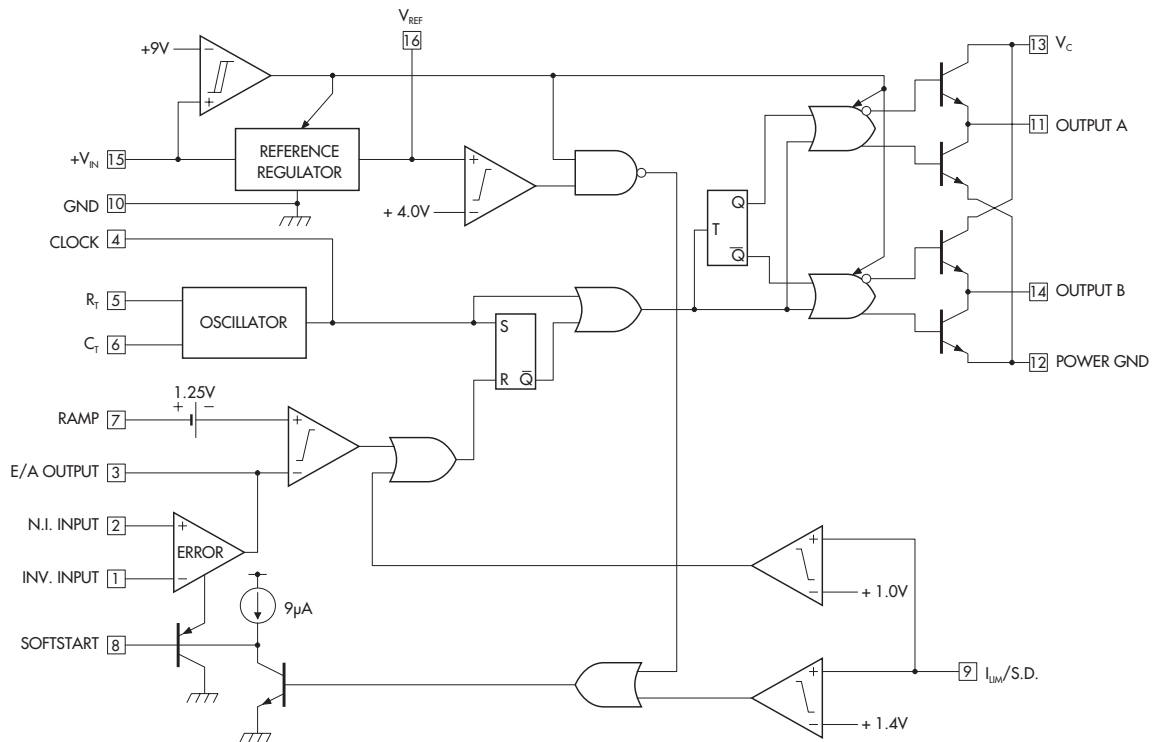 V_REF
16
+9V
−
+
13
V_C
+V_IN
15
REFERENCE
REGULATOR
+
−
+ 4.0V
11
OUTPUT A
GND
10
CLOCK
4
Q
T
Q̅
R_T
5
OSCILLATOR
C_T
6
S
R
Q̅
14
OUTPUT B
12
POWER GND
1.25V
+
−
RAMP
7
+
−
E/A OUTPUT
3
N.I. INPUT
2
+
ERROR
−
INV. INPUT
1
9µA
SOFTSTART
8
+
−
+ 1.0V
9
I_LIM/S.D.
+
−
+ 1.4V